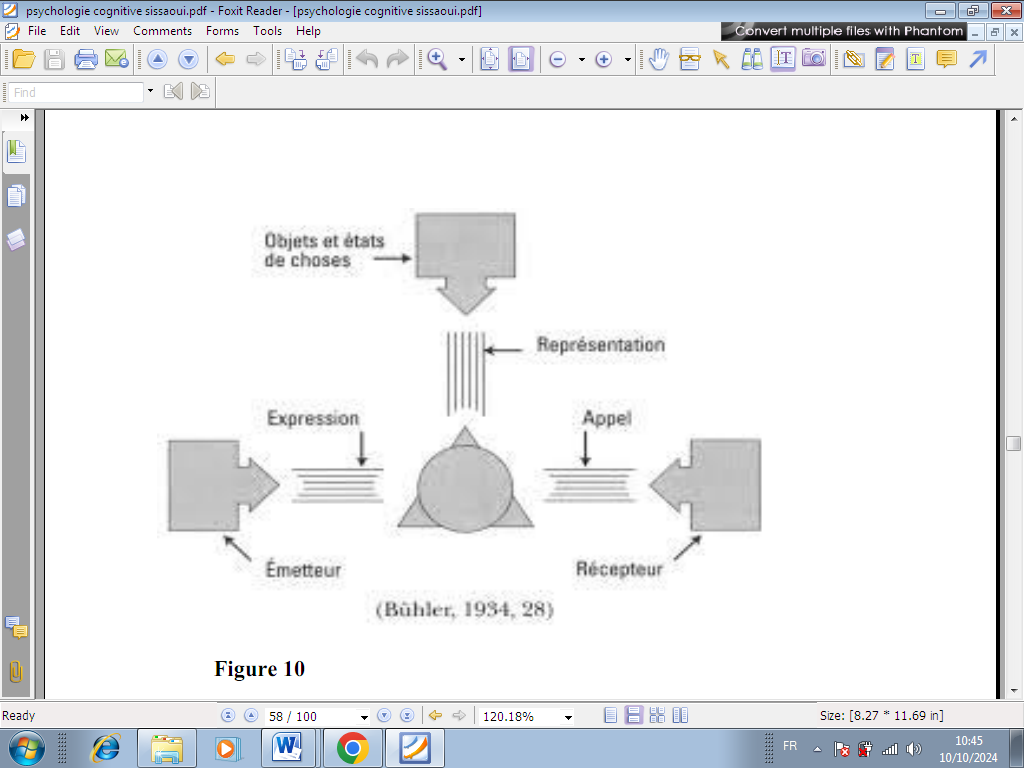 psychologie cognitive sissaoui.pdf - Foxit Reader - [psychologie cognitive sissaoui.pdf]
File Edit View Comments Forms Tools Help
Convert multiple files with Phantom
Find
Objets et états
de choses
Représentation
Expression
Appel
Émetteur
Récepteur
(Bühler, 1934, 28)
Figure 10
Ready
58 / 100
120.18%
Size: [8.27 * 11.69 in]
FR
10:45
10/10/2024